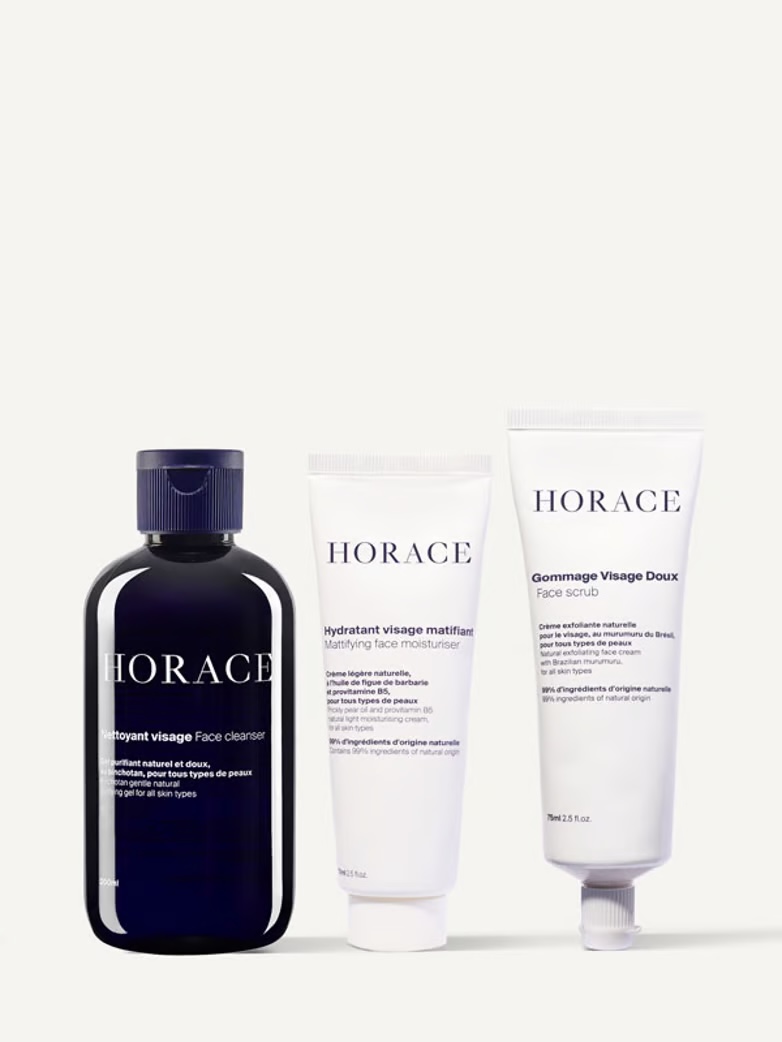 HORACE
Nettoyant visage Face cleanser
purifiant naturel et doux,
binchotan, pour tous types de peaux
gentle natural
gel for all skin types
200ml
HORACE
Hydratant visage matifiant
Mattifying face moisturiser
Crème légère naturelle,
à l'huile de figue de barbarie
et provitamine B5,
pour tous types de peaux
Prickly pear oil and provitamin B5
natural light moisturising cream,
for all skin types
99% d'ingrédients d'origine naturelle
Contains 99% ingredients of natural origin
2.5 fl.oz.
HORACE
Gommage Visage Doux
Face scrub
Crème exfoliante naturelle
pour le visage, au murumuru du Brésil,
pour tous types de peaux
Natural exfoliating face cream
with Brazilian murumuru,
for all skin types
99% d'ingrédients d'origine naturelle
99% ingredients of natural origin
75ml 2.5 fl.oz.